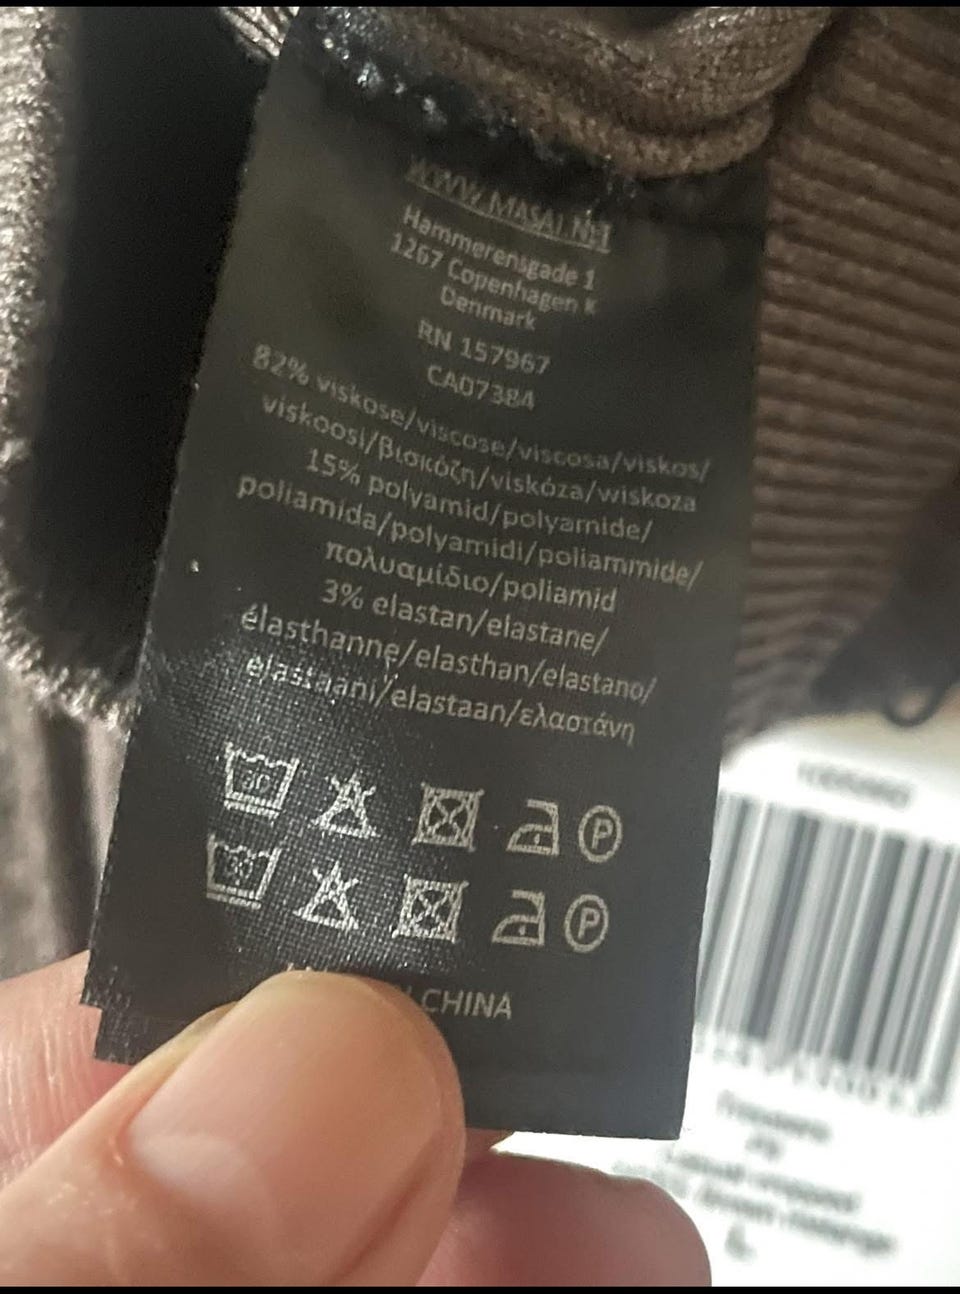 WWW.MASAI.NET
Hammerensgade 1
1267 Copenhagen K
Denmark
RN 157967
CA07384
82% viskose/viscose/viscosa/viskos/
viskoosi/βισκόζη/viskóza/wiskoza
15% polyamid/polyamide/
poliamida/polyamidi/poliammide/
πολυαμίδιο/poliamid
3% elastan/elastane/
élasthanne/elasthan/elastano/
elastaani/elastaan/ελαστάνη
30
P
30
P
CHINA